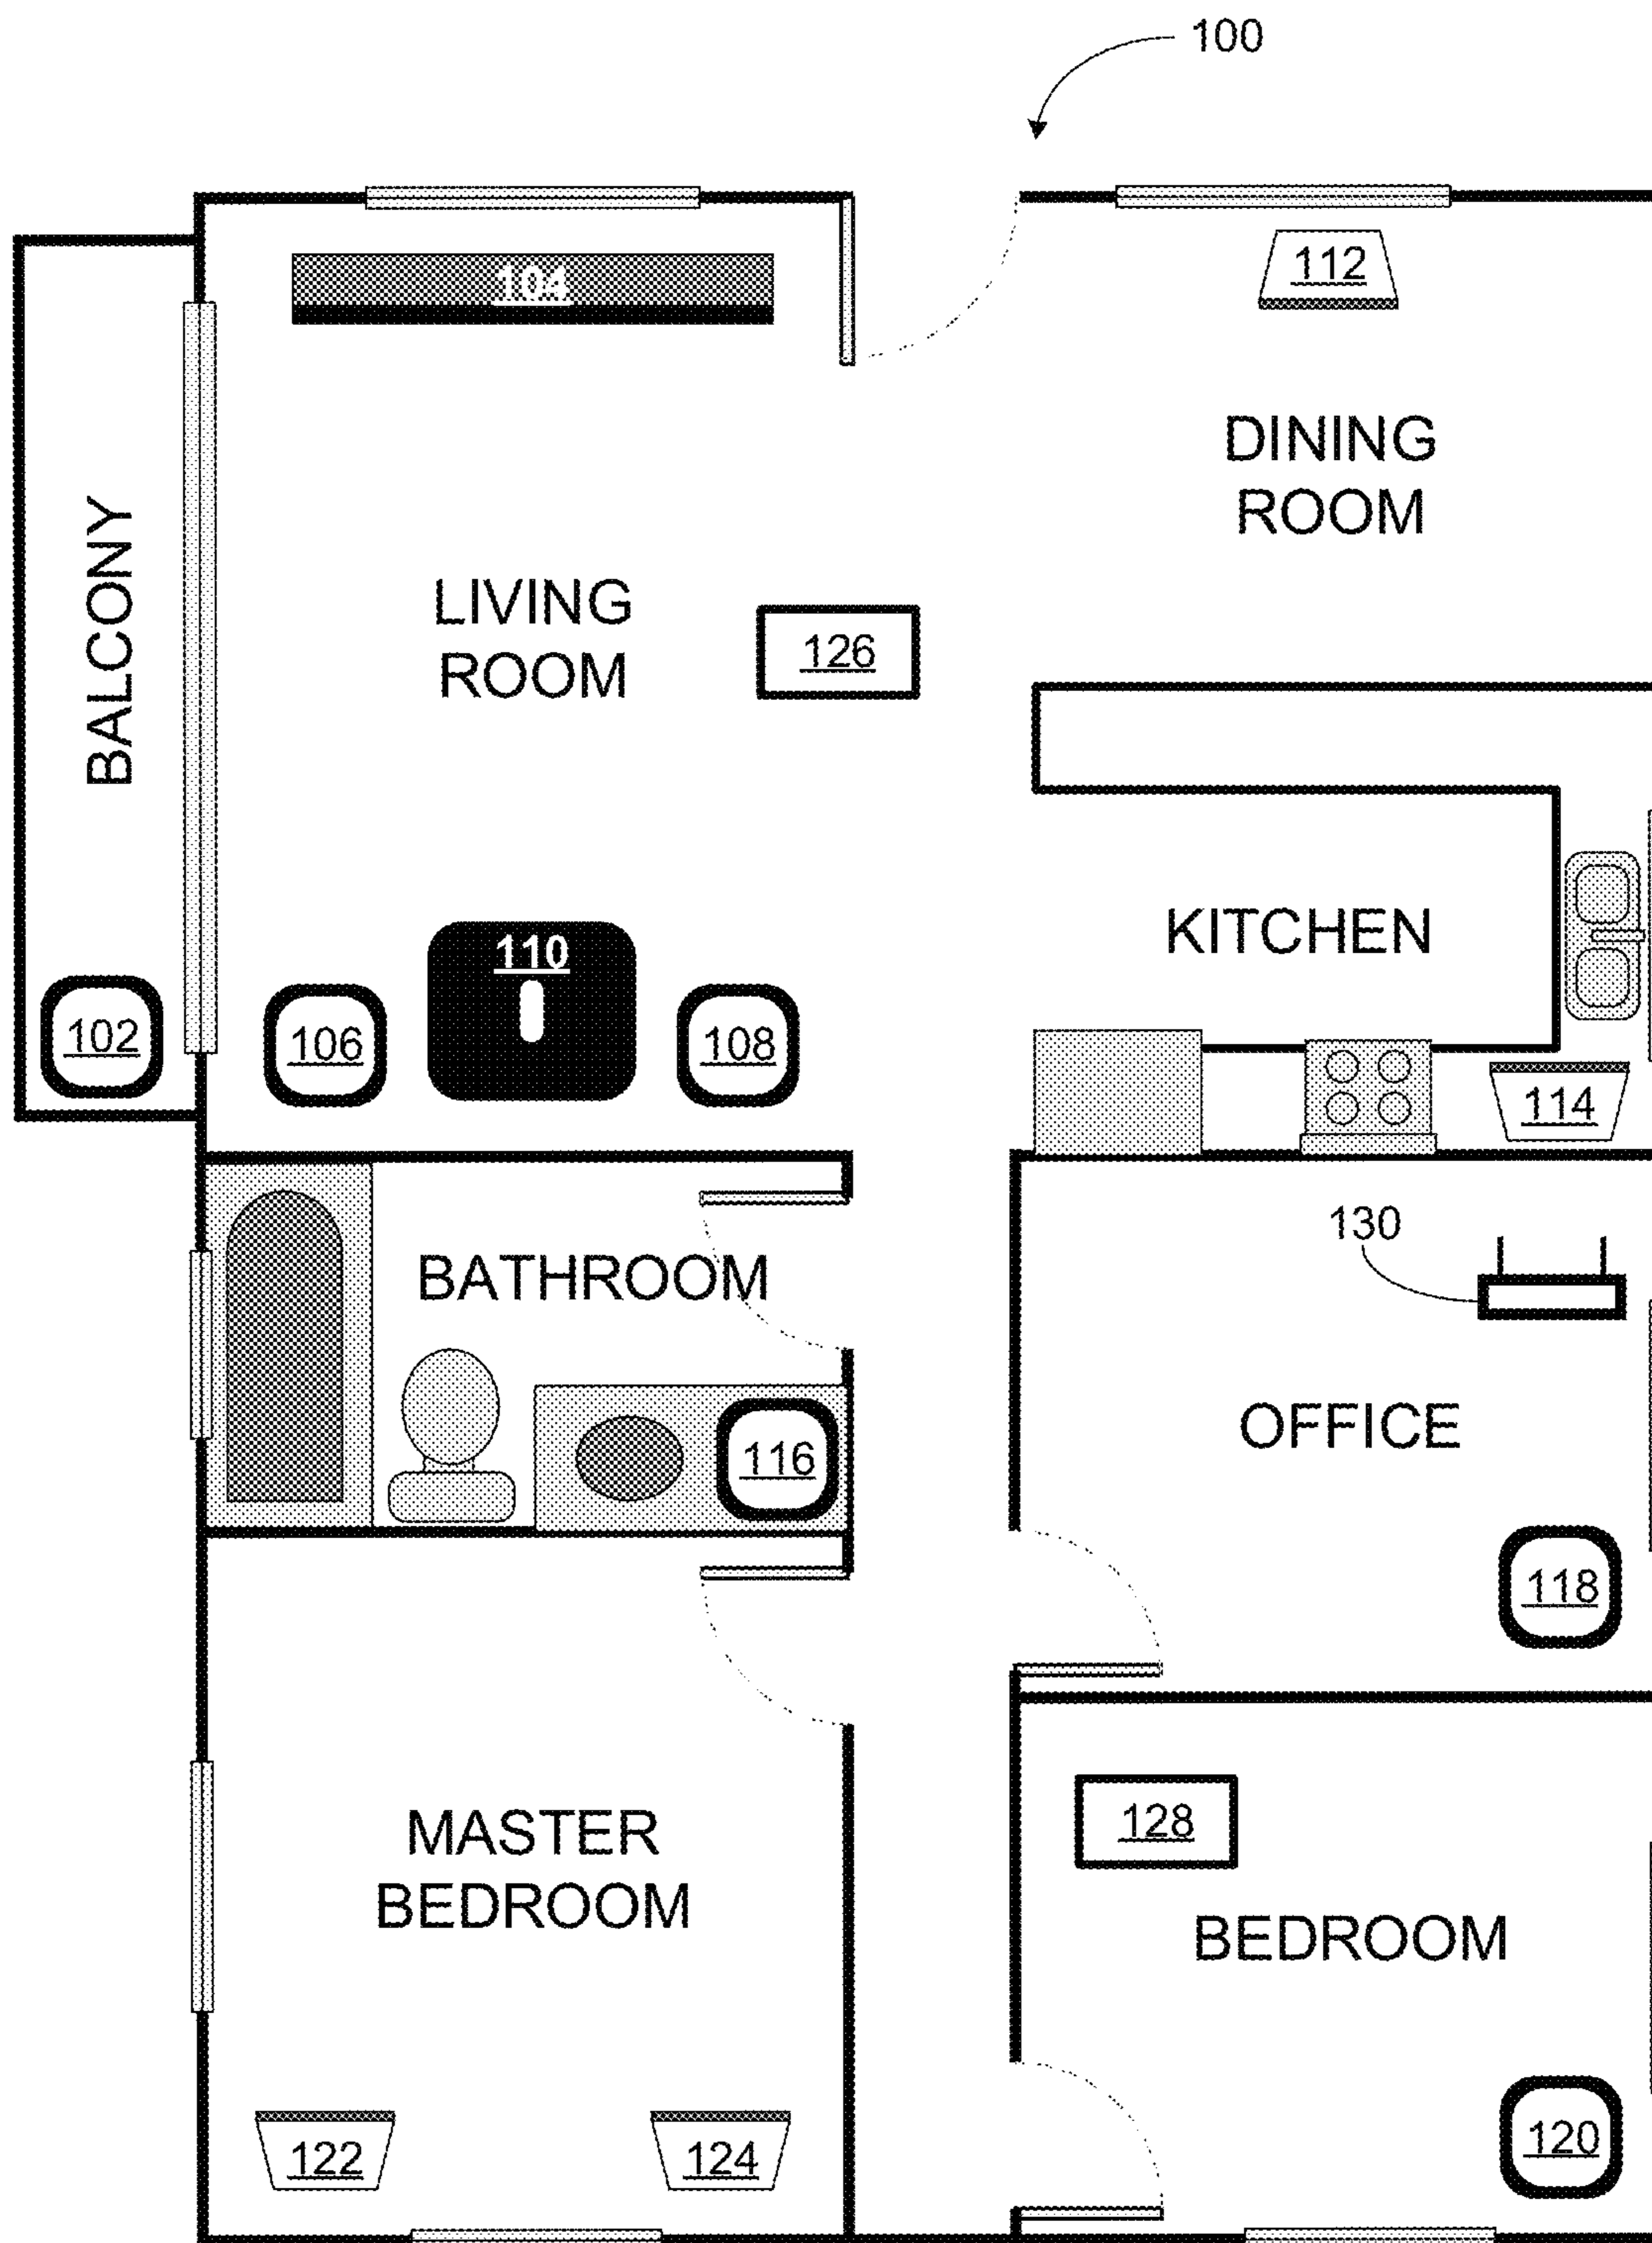 100
104
112
DINING
ROOM
BALCONY
LIVING
ROOM
126
110
KITCHEN
102
106
108
114
130
BATHROOM
OFFICE
116
118
128
MASTER
BEDROOM
BEDROOM
122
124
120